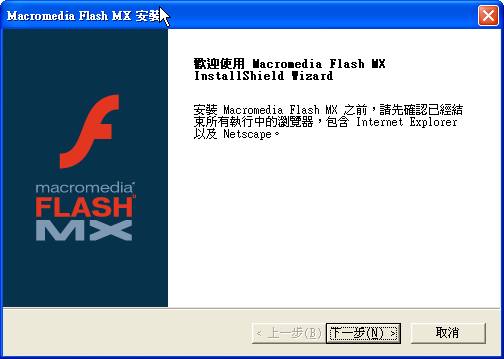 Macromedia Flash MX 安裝
歡迎使用 Macromedia Flash MX
InstallShield Wizard
安裝 Macromedia Flash MX 之前，請先確認已經結
束所有執行中的瀏覽器，包含 Internet Explorer
以及 Netscape。
macromedia®
FLASH
MX
< 上一步(B)
下一步(N) >
取消